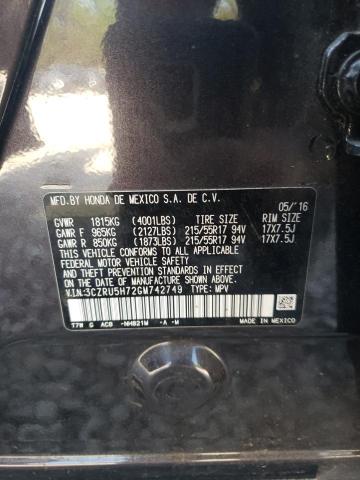 MFD.BY HONDA DE MEXICO S.A. DE C.V.
05/'16
GVWR 1815KG (4001LBS) TIRE SIZE RIM SIZE
GAWR F 965KG (2127LBS) 215/55R17 94V 17X7.5J
GAWR R 850KG (1873LBS) 215/55R17 94V 17X7.5J
THIS VEHICLE CONFORMS TO ALL APPLICABLE
FEDERAL MOTOR VEHICLE SAFETY AND THEFT
PREVENTION STANDARDS IN EFFECT ON THE DATE
OF MANUFACTURE SHOWN ABOVE.
V.I.N.:3CZRU5H72GM742749 TYPE: MPV
T7W G AC8 -NH821M -A -M
MADE IN MEXICO